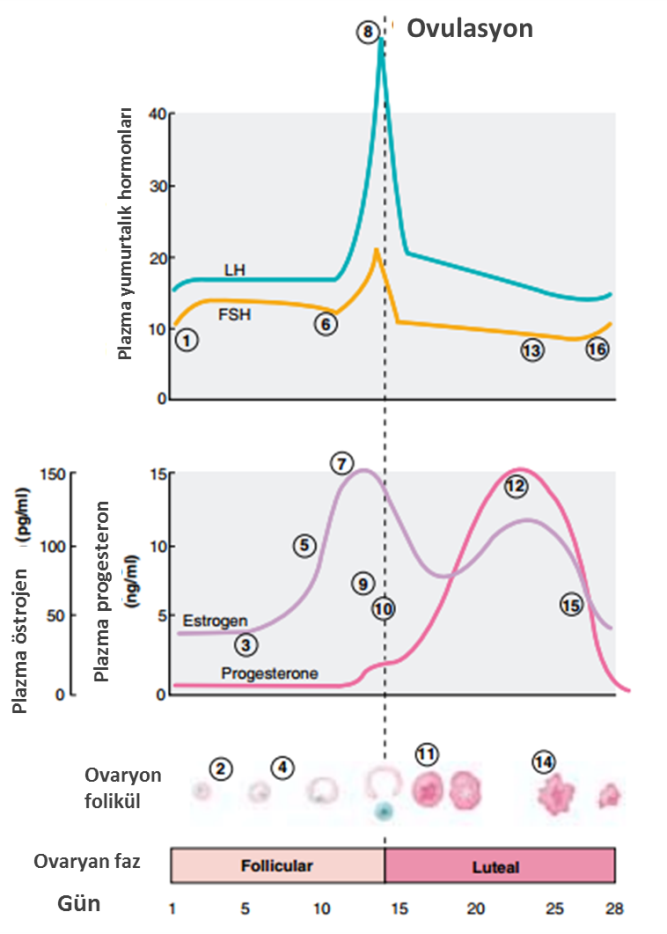 8
Ovulasyon
Plazma yumurtalık hormonları
40
30
20
10
0
LH
FSH
1
6
13
16
Plazma östrojen (pg/ml)
150
100
50
0
Plazma progesteron
(ng/ml)
15
10
5
0
7
5
9
10
12
15
Estrogen
3
Progesterone
Ovaryon
folikül
2
4
11
14
Ovaryan faz
Follicular
Luteal
Gün
1
5
10
15
20
25
28